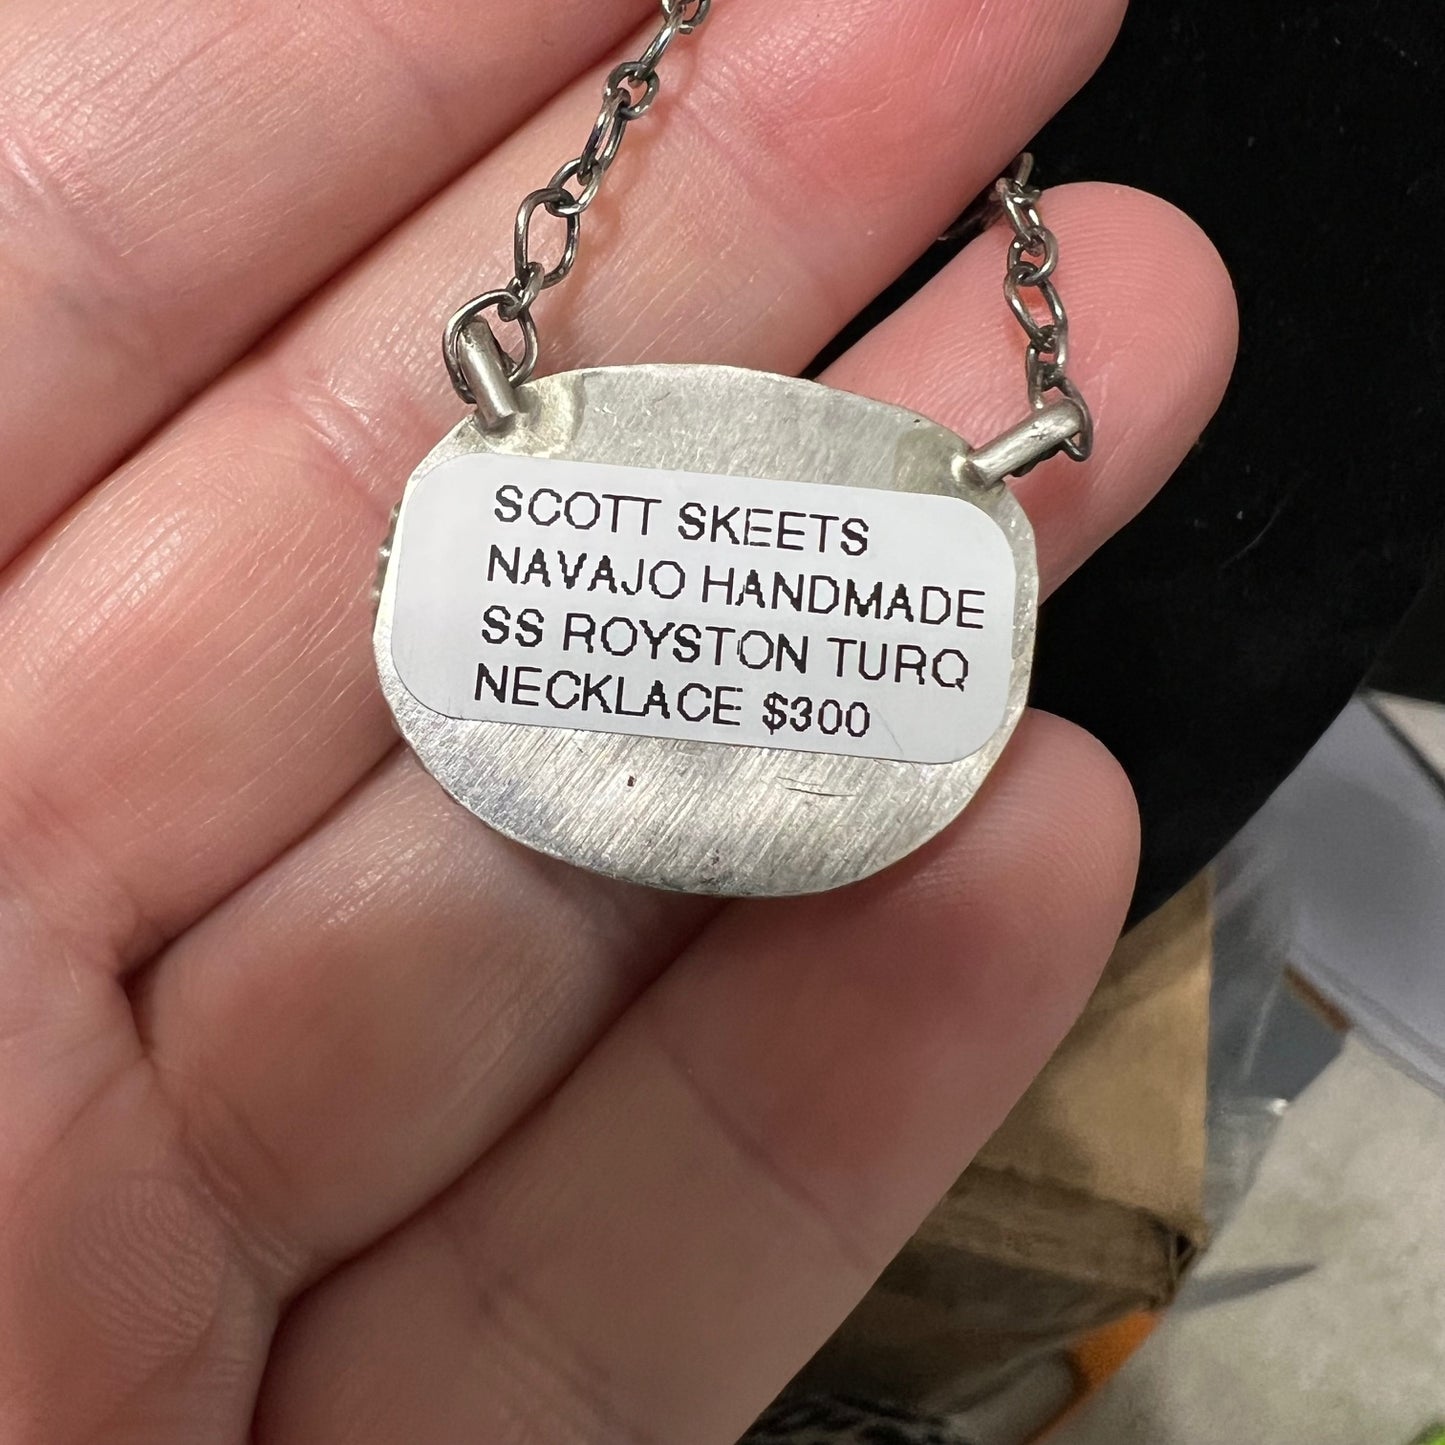 SCOTT SKEETS
NAVAJO HANDMADE
SS ROYSTON TURQ
NECKLACE $300